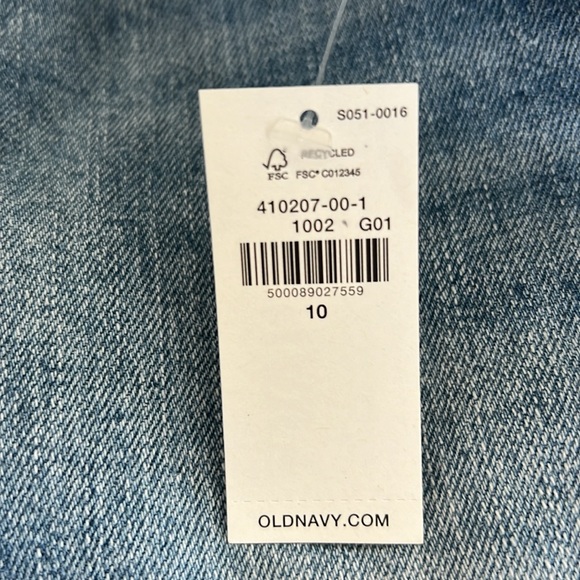 S051-0016
RECYCLED
FSC
FSC® C012345
410207-00-1
1002 G01
500089027559
10
OLDNAVY.COM